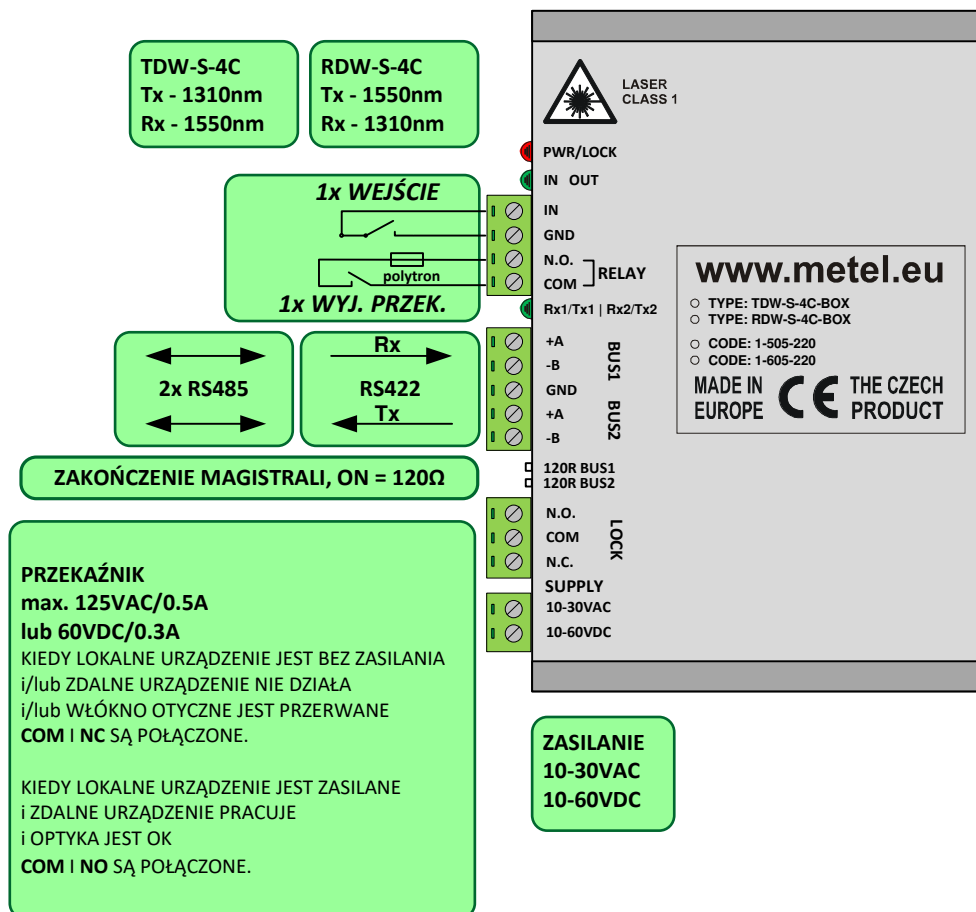 TDW-S-4C
Tx - 1310nm
Rx - 1550nm
RDW-S-4C
Tx - 1550nm
Rx - 1310nm
LASER
CLASS 1
PWR/LOCK
IN OUT
1x WEJŚCIE
IN
GND
N.O.
COM
RELAY
polytron
1x WYJ. PRZEK.
Rx1/Tx1 | Rx2/Tx2
www.metel.eu
TYPE: TDW-S-4C-BOX
TYPE: RDW-S-4C-BOX
CODE: 1-505-220
CODE: 1-605-220
MADE IN
EUROPE
CE
THE CZECH
PRODUCT
2x RS485
Rx
RS422
Tx
+A
-B
GND
+A
-B
BUS1
BUS2
ZAKOŃCZENIE MAGISTRALI, ON = 120Ω
120R BUS1
120R BUS2
N.O.
COM
N.C.
LOCK
SUPPLY
10-30VAC
10-60VDC
PRZEKAŹNIK
max. 125VAC/0.5A
lub 60VDC/0.3A
KIEDY LOKALNE URZĄDZENIE JEST BEZ ZASILANIA
i/lub ZDALNE URZĄDZENIE NIE DZIAŁA
i/lub WŁÓKNO OTYCZNE JEST PRZERWANE
COM I NC SĄ POŁĄCZONE.
KIEDY LOKALNE URZĄDZENIE JEST ZASILANE
i ZDALNE URZĄDZENIE PRACUJE
i OPTYKA JEST OK
COM I NO SĄ POŁĄCZONE.
ZASILANIE
10-30VAC
10-60VDC